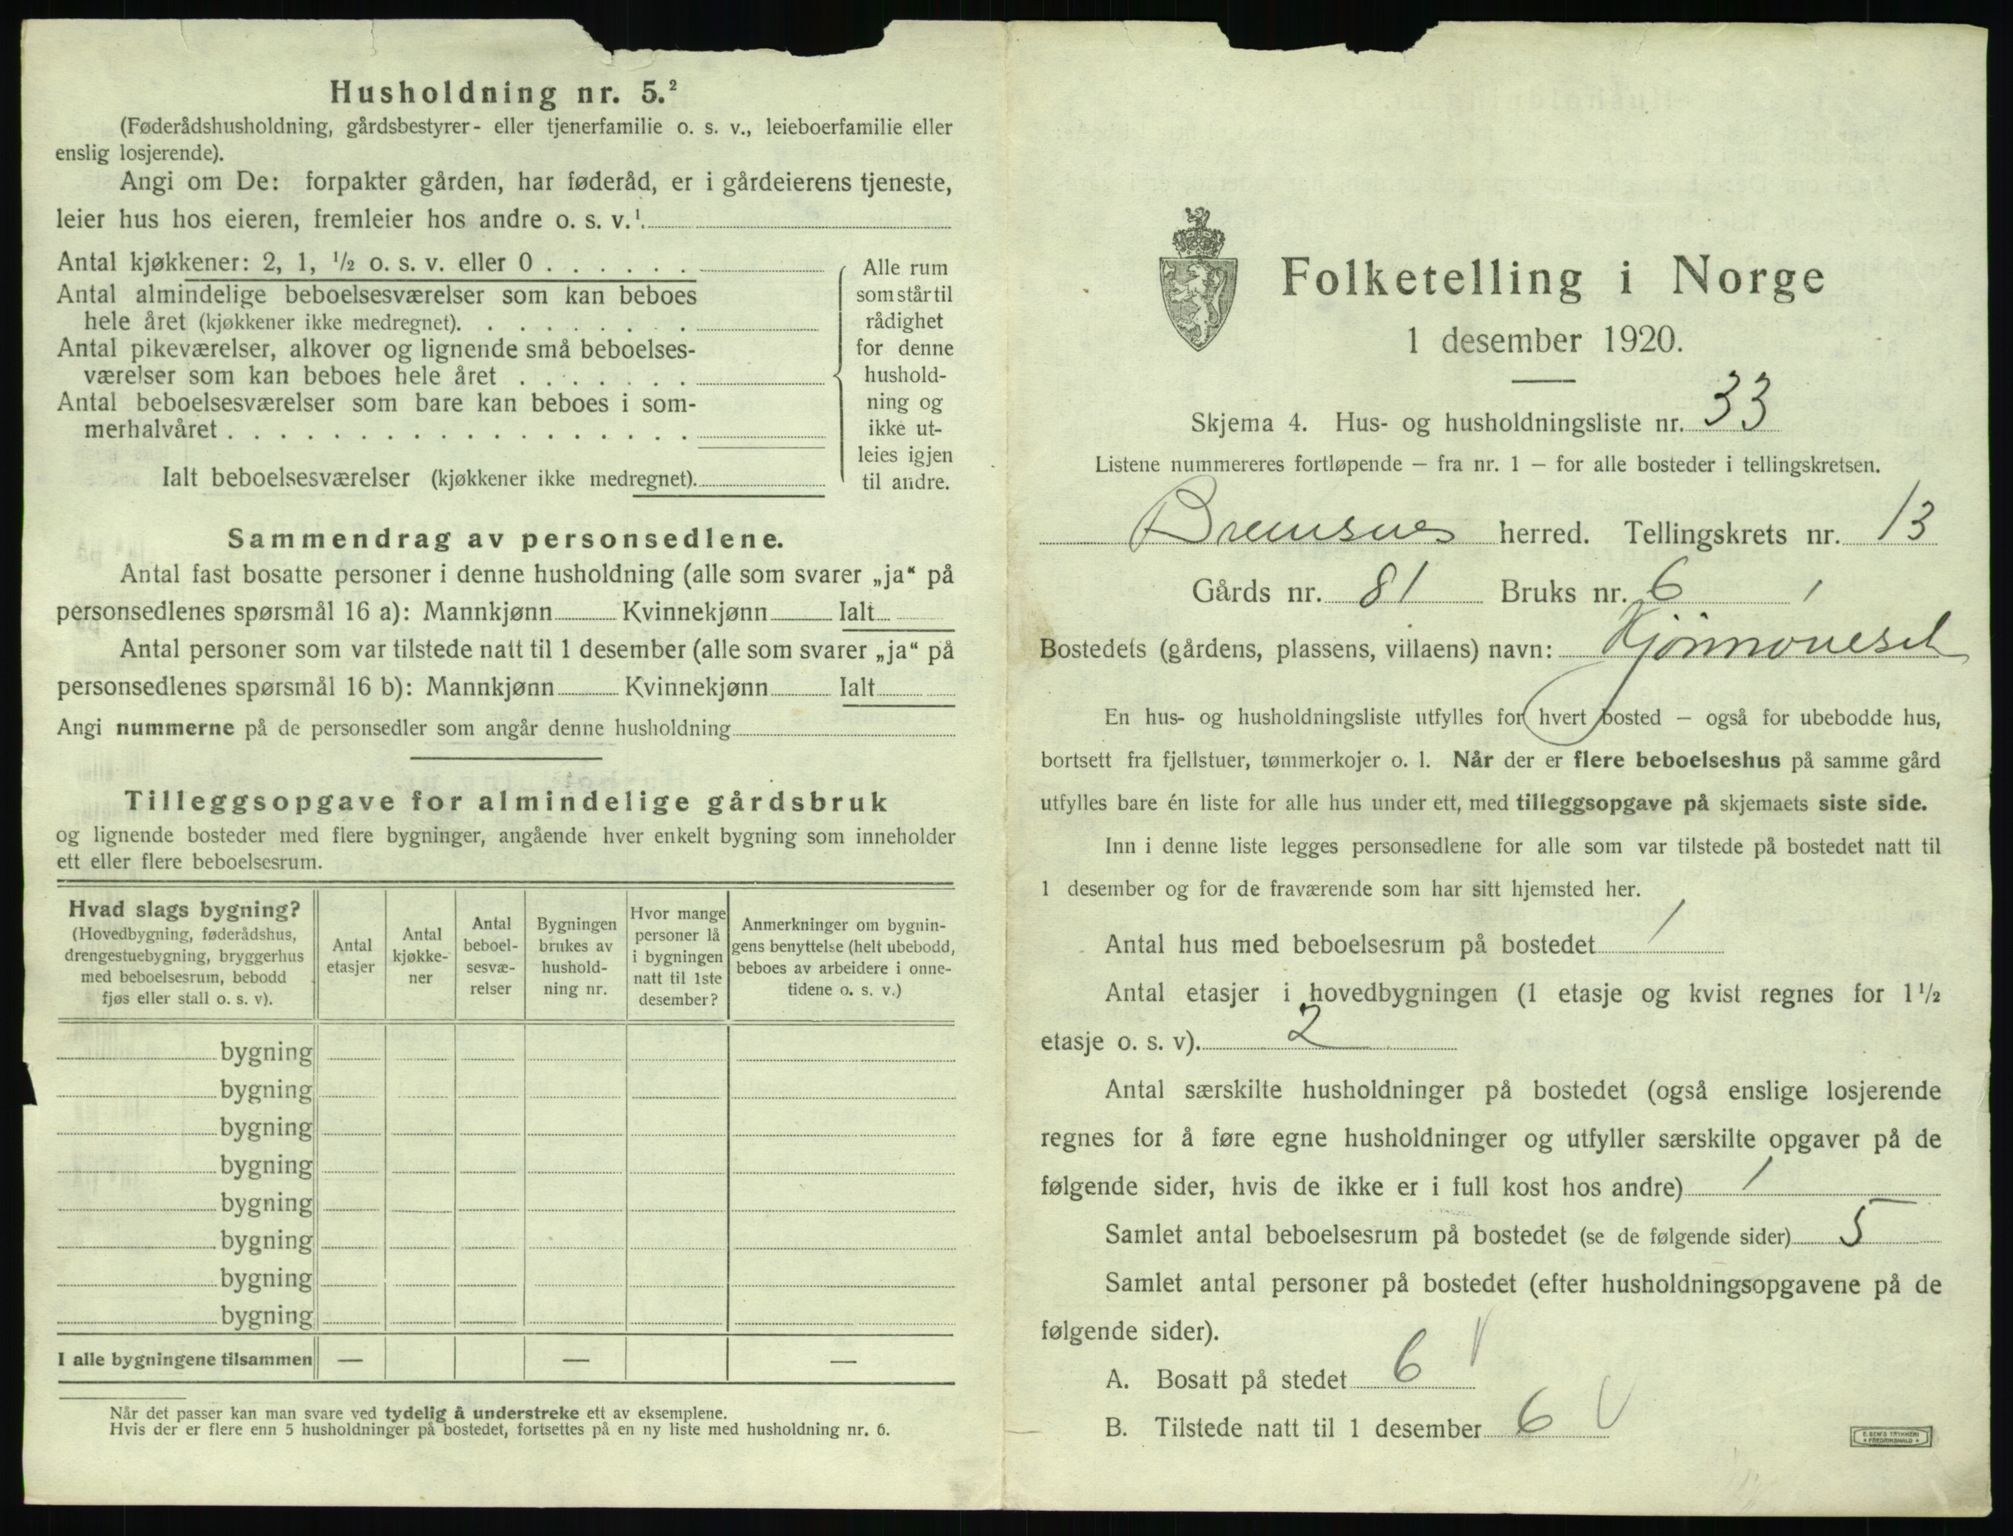 Husholdning nr. 5.²
(Føderådshusholdning, gårdsbestyrer- eller tjenerfamilie o. s. v., leieboerfamilie eller
enslig losjerende).
Angi om De: forpakter gården, har føderåd, er i gårdeierens tjeneste,
leier hus hos eieren, fremleier hos andre o. s. v.¹.
Antal kjøkkener: 2, 1, ½ o. s. v. eller 0 . . . . . .
Antal almindelige beboelsesværelser som kan beboes
hele året (kjøkkener ikke medregnet). . . . . . . . .
Antal pikeværelser, alkover og lignende små beboelses-
værelser som kan beboes hele året . . . . . . .
Antal beboelsesværelser som bare kan beboes i som-
merhalvåret . . . . . . . . . . . . . . . . . .
Ialt beboelsesværelser (kjøkkener ikke medregnet).
Alle rum
som står til
rådighet
for denne
hushold-
ning og
ikke ut-
leies igjen
til andre.
Sammendrag av personsedlene.
Antal fast bosatte personer i denne husholdning (alle som svarer „ja“ på
personsedlenes spørsmål 16 a): Mannkjønn Kvinnekjønn Ialt
Antal personer som var tilstede natt til 1 desember (alle som svarer „ja“ på
personsedlenes spørsmål 16 b): Mannkjønn Kvinnekjønn Ialt
Angi nummerne på de personsedler som angår denne husholdning
Tilleggsopgave for almindelige gårdsbruk
og lignende bosteder med flere bygninger, angående hver enkelt bygning som inneholder
ett eller flere beboelsesrum.
Hvad slags bygning?
(Hovedbygning, føderådshus,
drengestuebygning, bryggerhus
med beboelsesrum, bebodd
fjøs eller stall o. s. v).
Antal
etasjer
Antal
kjøkke-
ner
Antal
beboel-
sesvæ-
relser
Bygningen
brukes av
hushold-
ning nr.
Hvor mange
personer lå
i bygningen
natt til 1ste
desember?
Anmerkninger om bygnin-
gens benyttelse (helt ubebodd,
beboes av arbeidere i onne-
tidene o. s. v.)
bygning
bygning
bygning
bygning
bygning
bygning
bygning
bygning
I alle bygningene tilsammen — — —
Når det passer kan man svare ved tydelig å understreke ett av eksemplene.
Hvis der er flere enn 5 husholdninger på bostedet, fortsettes på en ny liste med husholdning nr. 6.
Folketelling i Norge
1 desember 1920.
Skjema 4. Hus- og husholdningsliste nr. 33
Listene nummereres fortløpende — fra nr. 1 — for alle bosteder i tellingskretsen.
Bremsnes herred. Tellingskrets nr. 13
Gårds nr. 81 Bruks nr. 6
Bostedets (gårdens, plassens, villaens) navn:
En hus- og husholdningsliste utfylles for hvert bosted — også for ubebodde hus,
bortsett fra fjellstuer, tømmerkojer o. l. Når der er flere beboelseshus på samme gård
utfylles bare én liste for alle hus under ett, med tilleggsopgave på skjemaets siste side.
Inn i denne liste legges personsedlene for alle som var tilstede på bostedet natt til
1 desember og for de fraværende som har sitt hjemsted her.
Antal hus med beboelsesrum på bostedet 1
Antal etasjer i hovedbygningen (1 etasje og kvist regnes for 1½
etasje o. s. v). 2
Antal særskilte husholdninger på bostedet (også enslige losjerende
regnes for å føre egne husholdninger og utfyller særskilte opgaver på de
følgende sider, hvis de ikke er i full kost hos andre) 1
Samlet antal beboelsesrum på bostedet (se de følgende sider) 5
Samlet antal personer på bostedet (efter husholdningsopgavene på de
følgende sider).
A. Bosatt på stedet 6
B. Tilstede natt til 1 desember 6